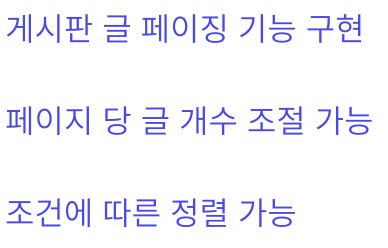 게시판 글 페이징 기능 구현
페이지 당 글 개수 조절 가능
조건에 따른 정렬 가능